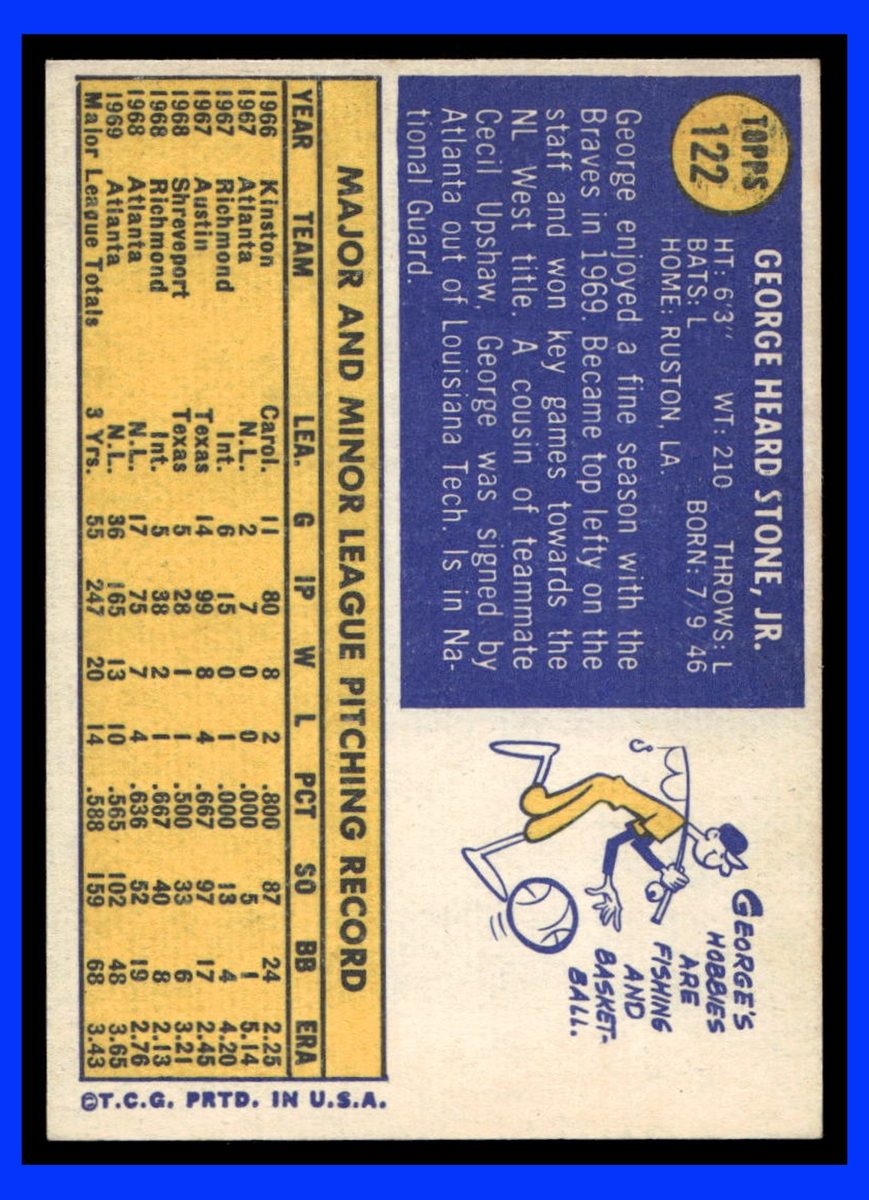 TOPPS
122
GEORGE HEARD STONE, JR.
HT: 6'3" WT: 210 THROWS: L
BATS: L BORN: 7/9/46
HOME: RUSTON, LA.
George enjoyed a fine season with the
Braves in 1969. Became top lefty on the
staff and won key games towards the
NL West title. A cousin of teammate
Cecil Upshaw, George was signed by
Atlanta out of Louisiana Tech. Is in Na-
tional Guard.
GEORGE'S
HOBBIES
ARE
FISHING
AND
BASKET-
BALL.
MAJOR AND MINOR LEAGUE PITCHING RECORD
YEAR TEAM LEA. G IP W L PCT SO BB ERA
1966 Kinston Carol. 11 80 8 2 .800 87 24 2.25
1967 Atlanta N.L. 2 7 0 0 .000 5 1 5.14
1967 Richmond Int. 6 15 0 1 .000 13 4 4.20
1967 Austin Texas 14 99 8 4 .667 97 17 2.45
1968 Shreveport Texas 5 28 1 1 .500 33 6 3.21
1968 Richmond Int. 5 38 2 1 .667 40 8 2.13
1968 Atlanta N.L. 17 75 7 4 .636 52 19 2.76
1969 Atlanta N.L. 36 165 13 10 .565 102 48 3.65
Major League Totals 3 Yrs. 55 247 20 14 .588 159 68 3.43
©T.C.G. PRTD. IN U.S.A.